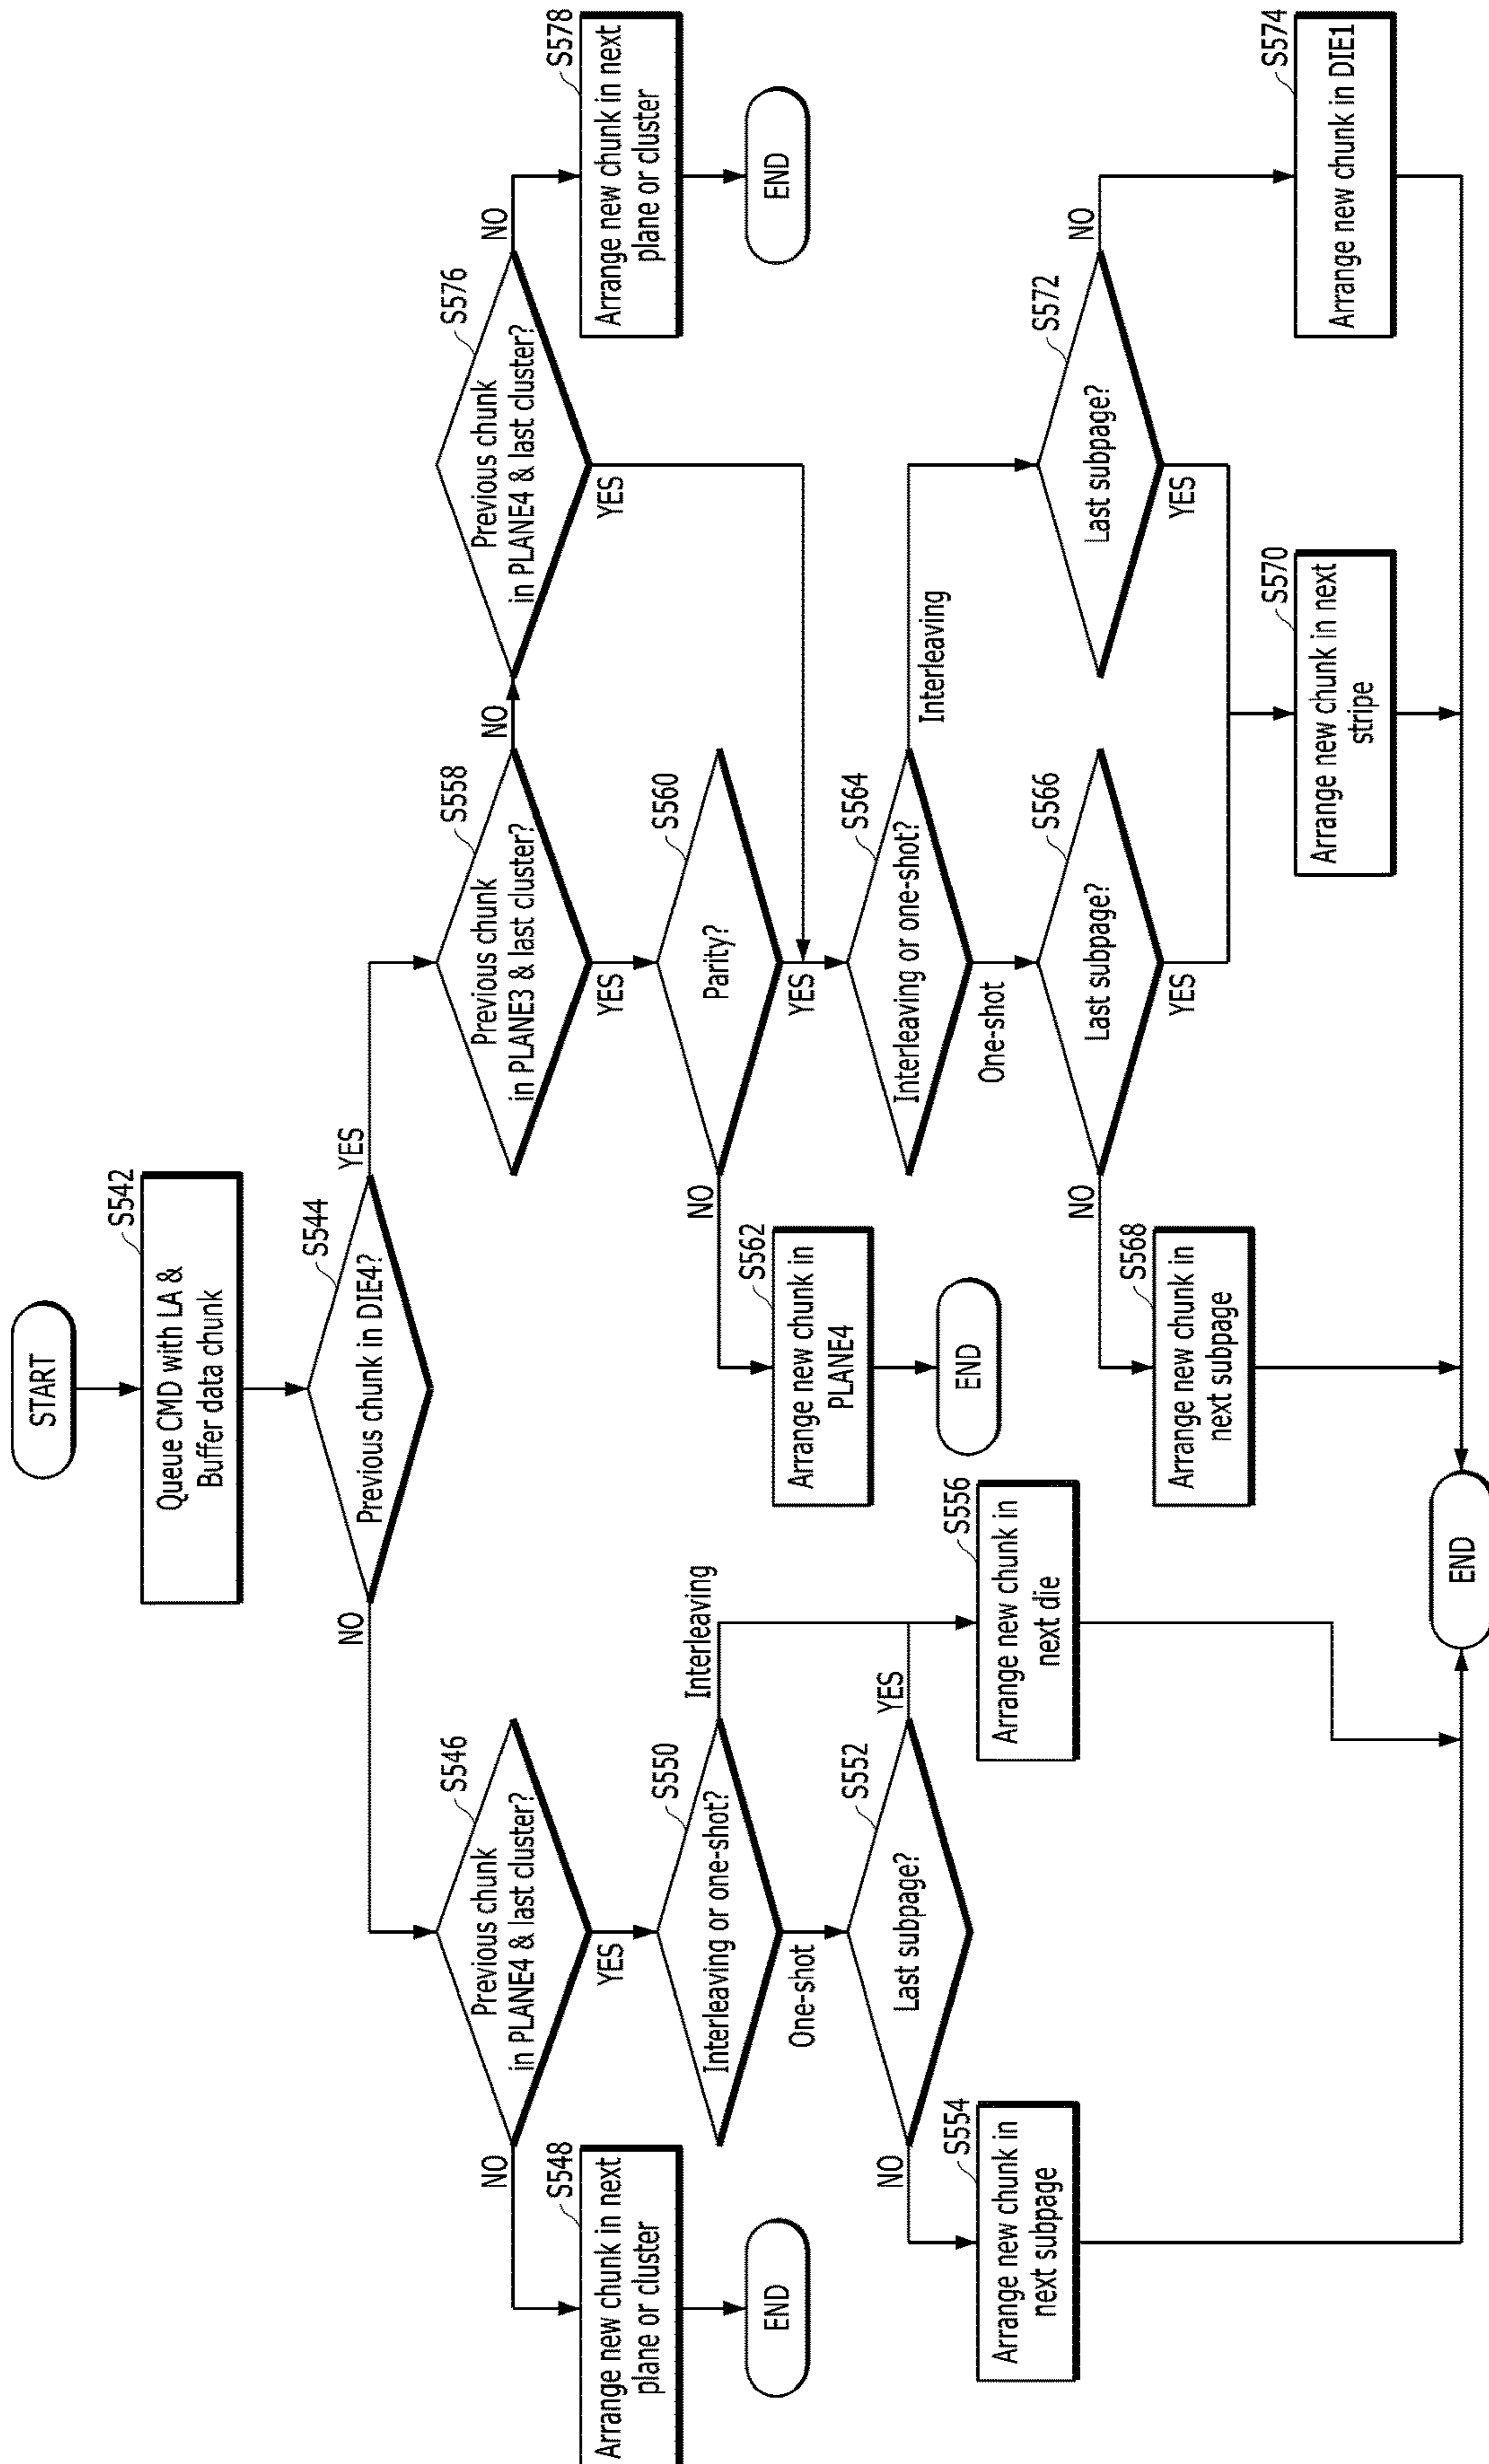 START
S542
Queue CMD with LA &
Buffer data chunk
S544
Previous chunk in DIE4?
NO
YES
S546
Previous chunk
in PLANE4 & last cluster?
NO
YES
S548
Arrange new chunk in next
plane or cluster
END
S550
Interleaving or one-shot?
Interleaving
One-shot
S552
Last subpage?
NO
YES
S554
Arrange new chunk in
next subpage
S556
Arrange new chunk in
next die
S558
Previous chunk
in PLANE3 & last cluster?
NO
YES
S560
Parity?
NO
YES
S562
Arrange new chunk in
PLANE4
END
S564
Interleaving or one-shot?
Interleaving
One-shot
S566
Last subpage?
NO
YES
S568
Arrange new chunk in
next subpage
S570
Arrange new chunk in next
stripe
S572
Last subpage?
NO
YES
S574
Arrange new chunk in DIE1
S576
Previous chunk
in PLANE4 & last cluster?
NO
YES
S578
Arrange new chunk in next
plane or cluster
END
END